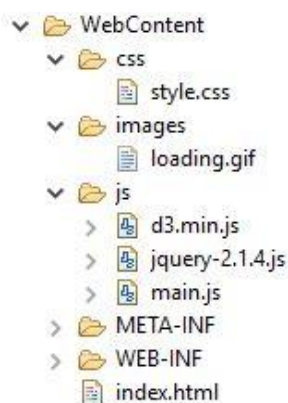 WebContent
css
style.css
images
loading.gif
js
d3.min.js
jquery-2.1.4.js
main.js
META-INF
WEB-INF
index.html